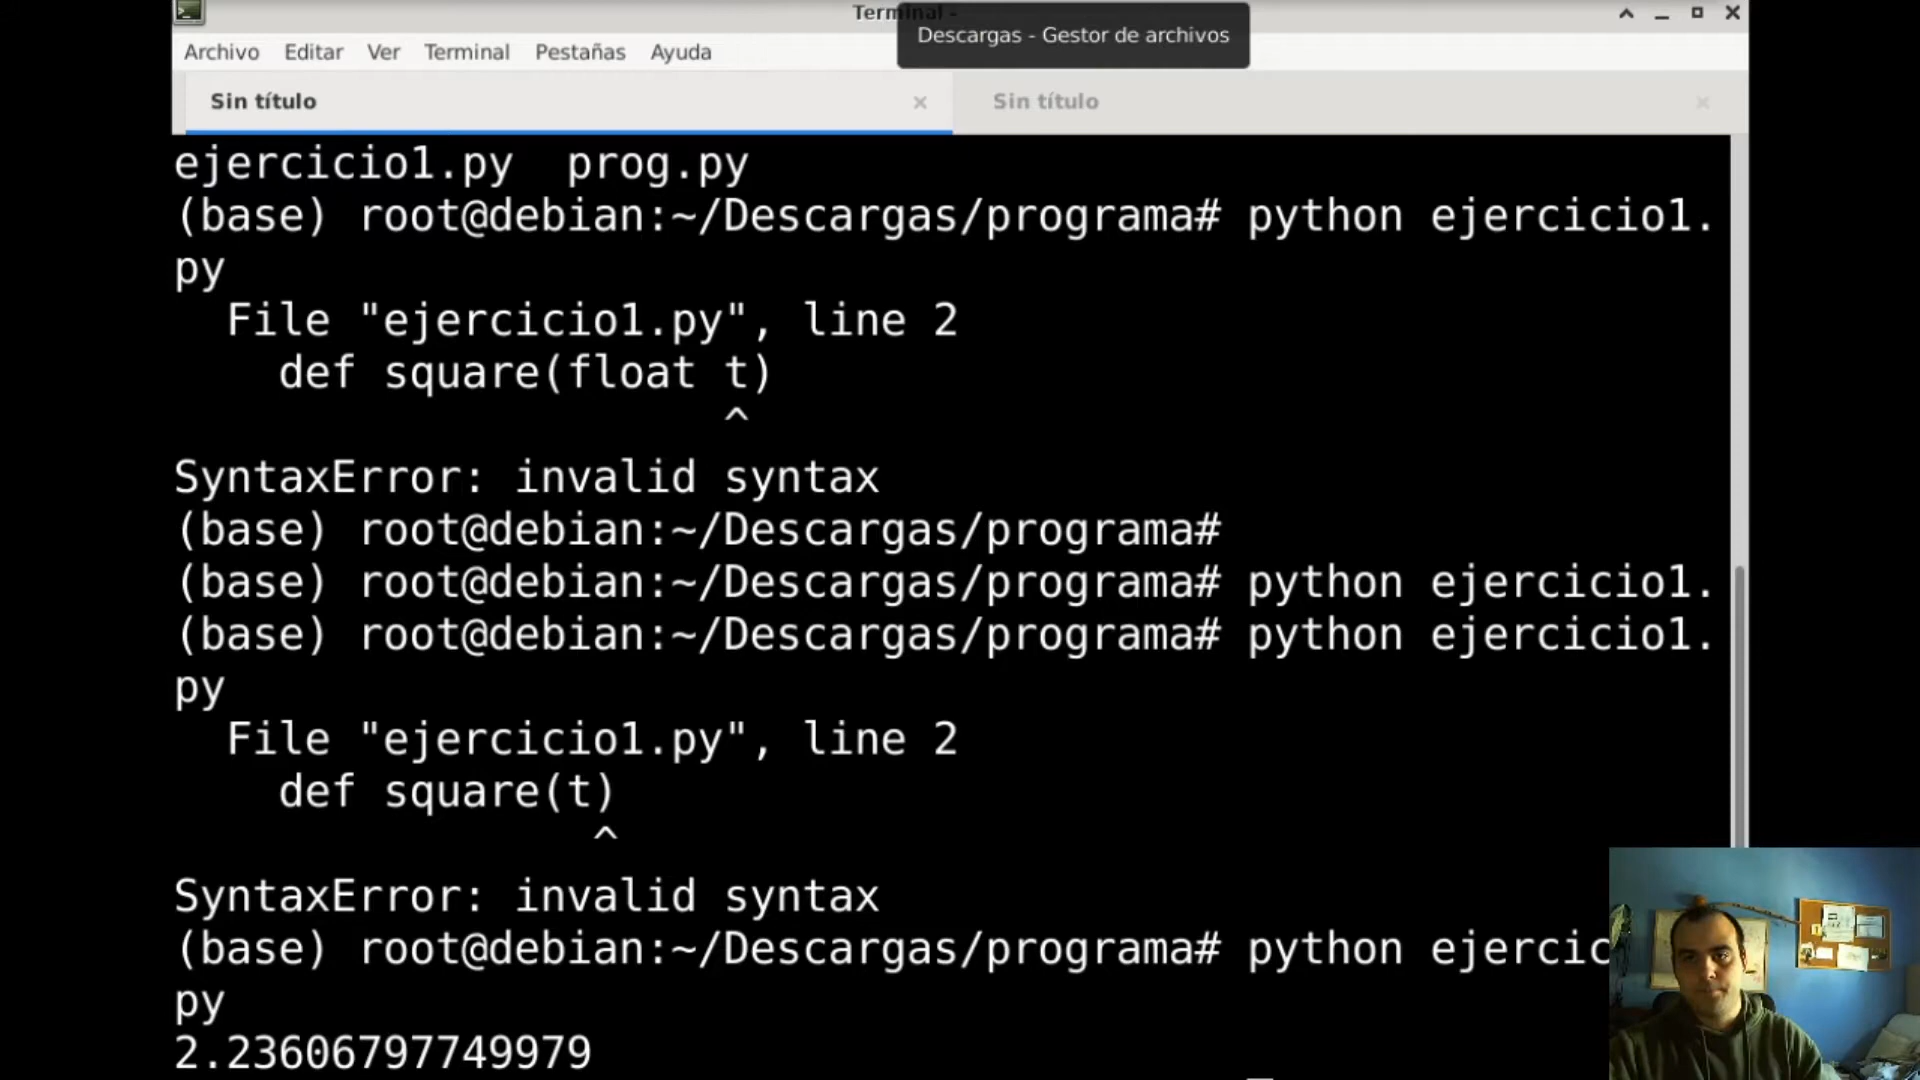 Terminal -
Descargas - Gestor de archivos
Archivo Editar Ver Terminal Pestañas Ayuda
Sin título Sin título
ejercicio1.py prog.py
(base) root@debian:~/Descargas/programa# python ejercicio1.
py
File "ejercicio1.py", line 2
def square(float t)
^
SyntaxError: invalid syntax
(base) root@debian:~/Descargas/programa#
(base) root@debian:~/Descargas/programa# python ejercicio1.
(base) root@debian:~/Descargas/programa# python ejercicio1.
py
File "ejercicio1.py", line 2
def square(t)
^
SyntaxError: invalid syntax
(base) root@debian:~/Descargas/programa# python ejercic
py
2.23606797749979